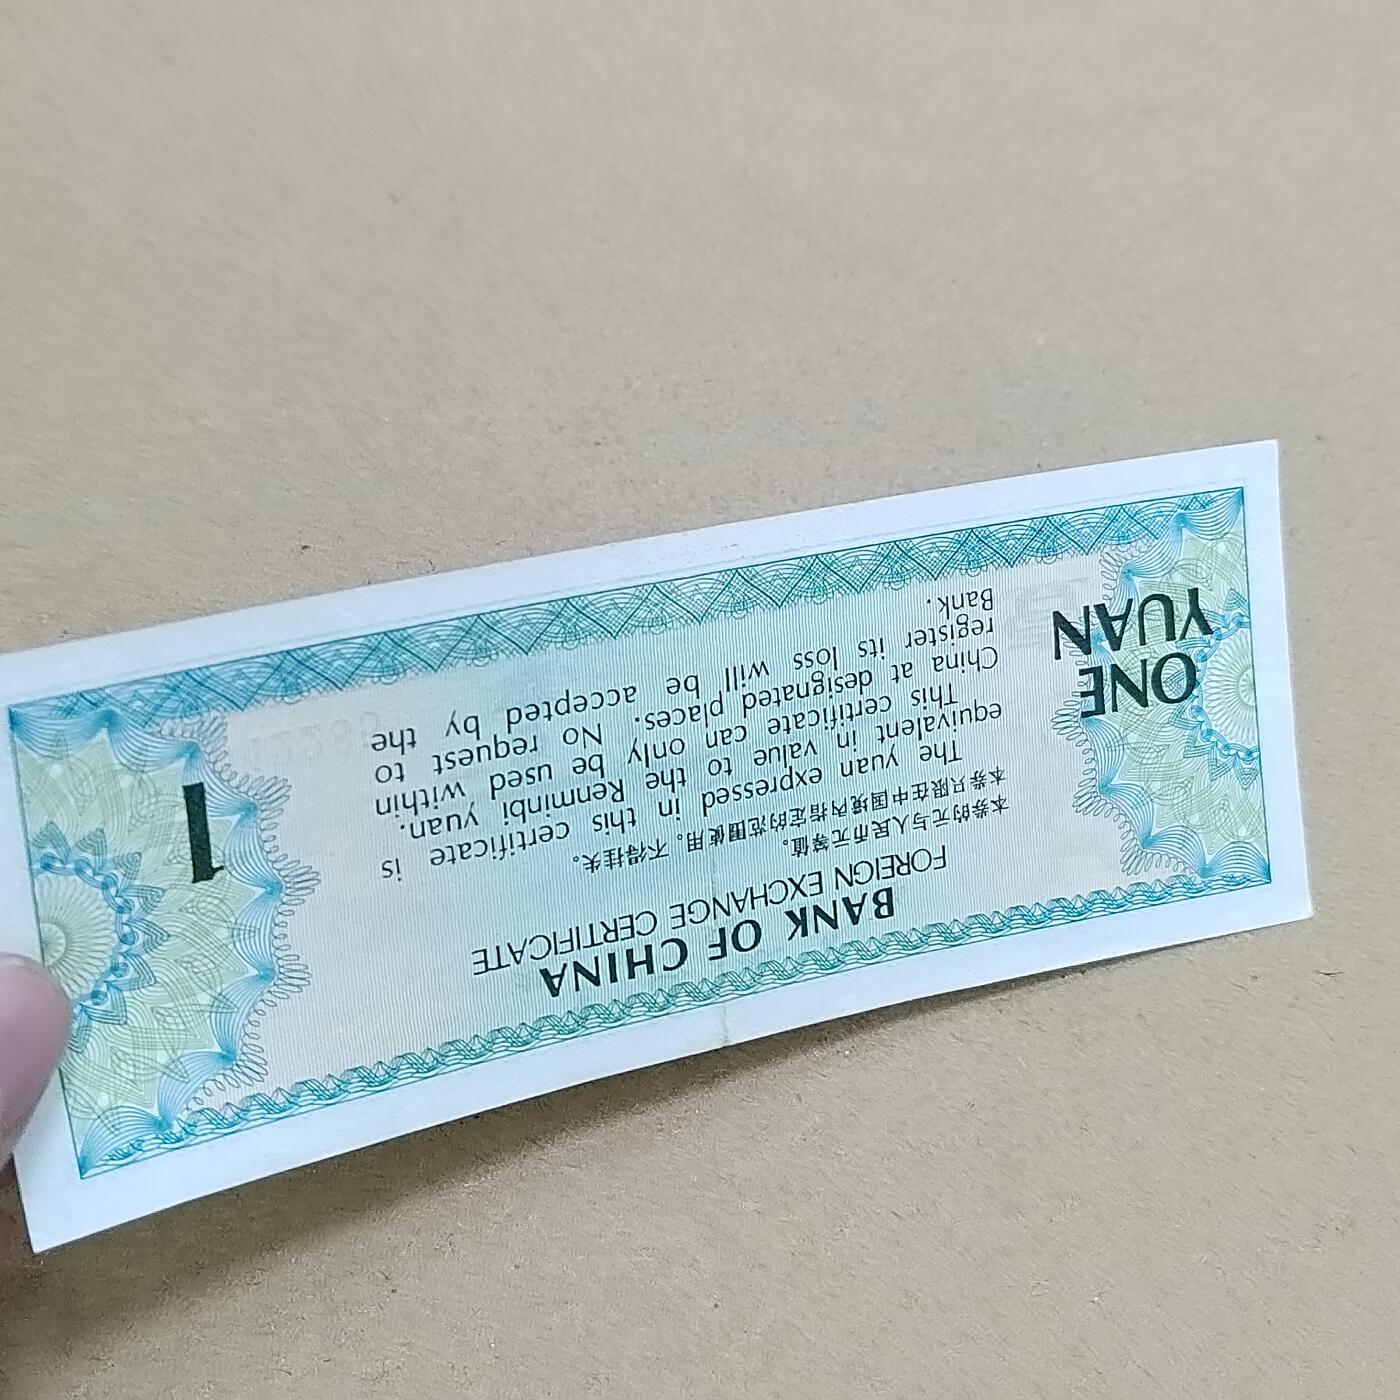 BANK OF CHINA
FOREIGN EXCHANGE CERTIFICATE
本券的元与人民币元等值。
本券只限在中国境内指定的范围使用。不得挂失。
The yuan expressed in this certificate is
equivalent in value to the Renminbi yuan.
This certificate can only be used within
China at designated places. No request to
register its loss will be accepted by the
Bank.
ONE
YUAN
1